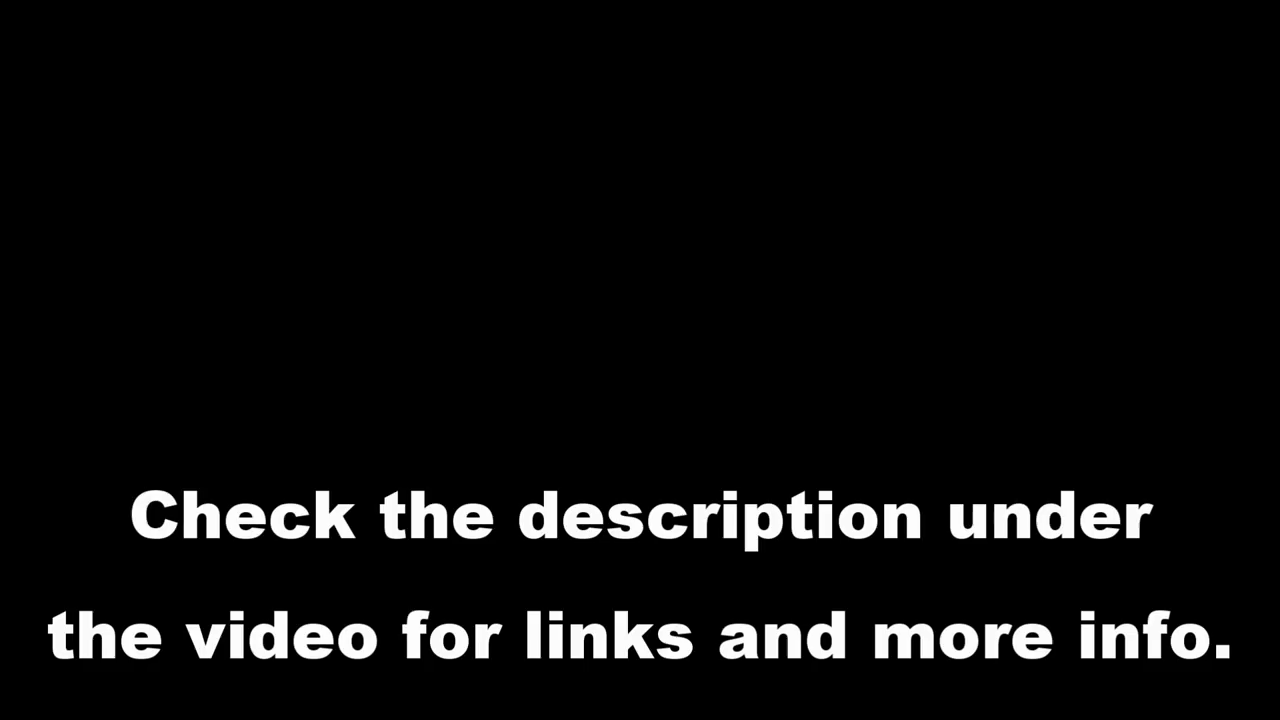 Check the description under
the video for links and more info.